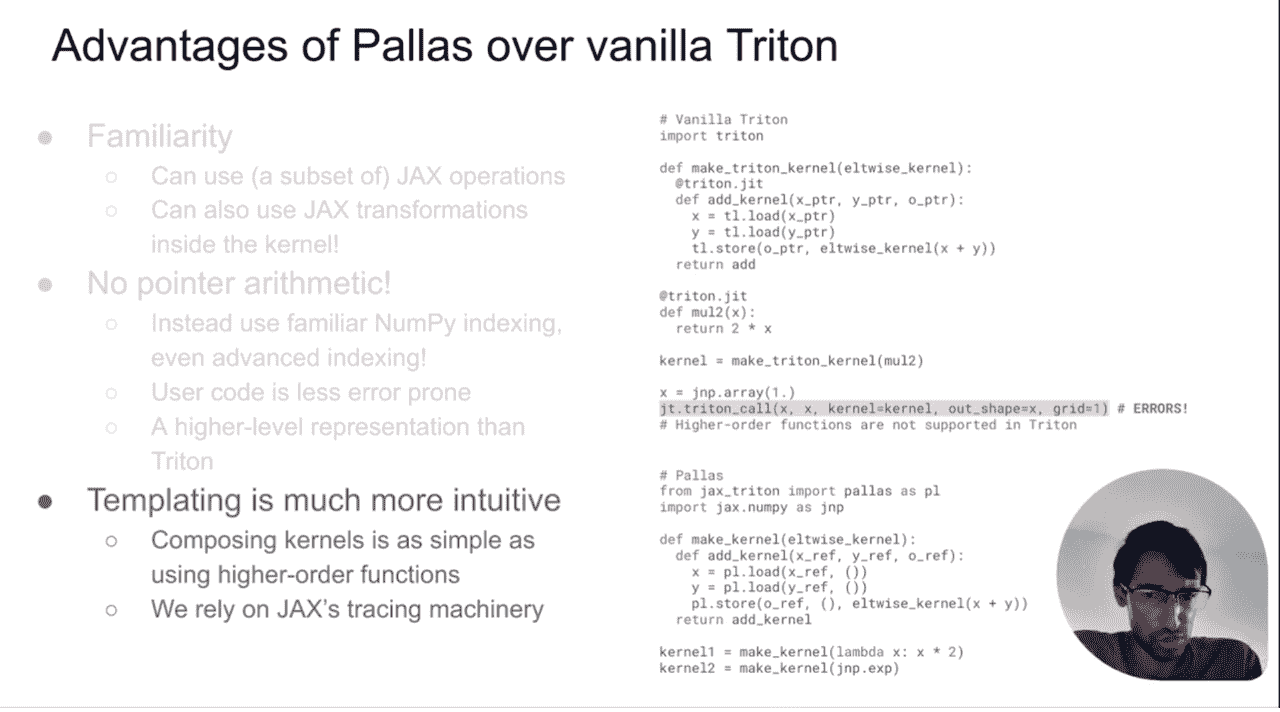 Advantages of Pallas over vanilla Triton
● Familiarity
○ Can use (a subset of) JAX operations
○ Can also use JAX transformations
inside the kernel!
● No pointer arithmetic!
○ Instead use familiar NumPy indexing,
even advanced indexing!
○ User code is less error prone
○ A higher-level representation than
Triton
● Templating is much more intuitive
○ Composing kernels is as simple as
using higher-order functions
○ We rely on JAX’s tracing machinery
# Vanilla Triton
import triton
def make_triton_kernel(eltwise_kernel):
@triton.jit
def add_kernel(x_ptr, y_ptr, o_ptr):
x = tl.load(x_ptr)
y = tl.load(y_ptr)
tl.store(o_ptr, eltwise_kernel(x + y))
return add
@triton.jit
def mul2(x):
return 2 * x
kernel = make_triton_kernel(mul2)
x = jnp.array(1.)
jt.triton_call(x, x, kernel=kernel, out_shape=x, grid=1) # ERRORS!
# Higher-order functions are not supported in Triton
# Pallas
from jax_triton import pallas as pl
import jax.numpy as jnp
def make_kernel(eltwise_kernel):
def add_kernel(x_ref, y_ref, o_ref):
x = pl.load(x_ref, ())
y = pl.load(y_ref, ())
pl.store(o_ref, (), eltwise_kernel(x + y))
return add_kernel
kernel1 = make_kernel(lambda x: x * 2)
kernel2 = make_kernel(jnp.exp)